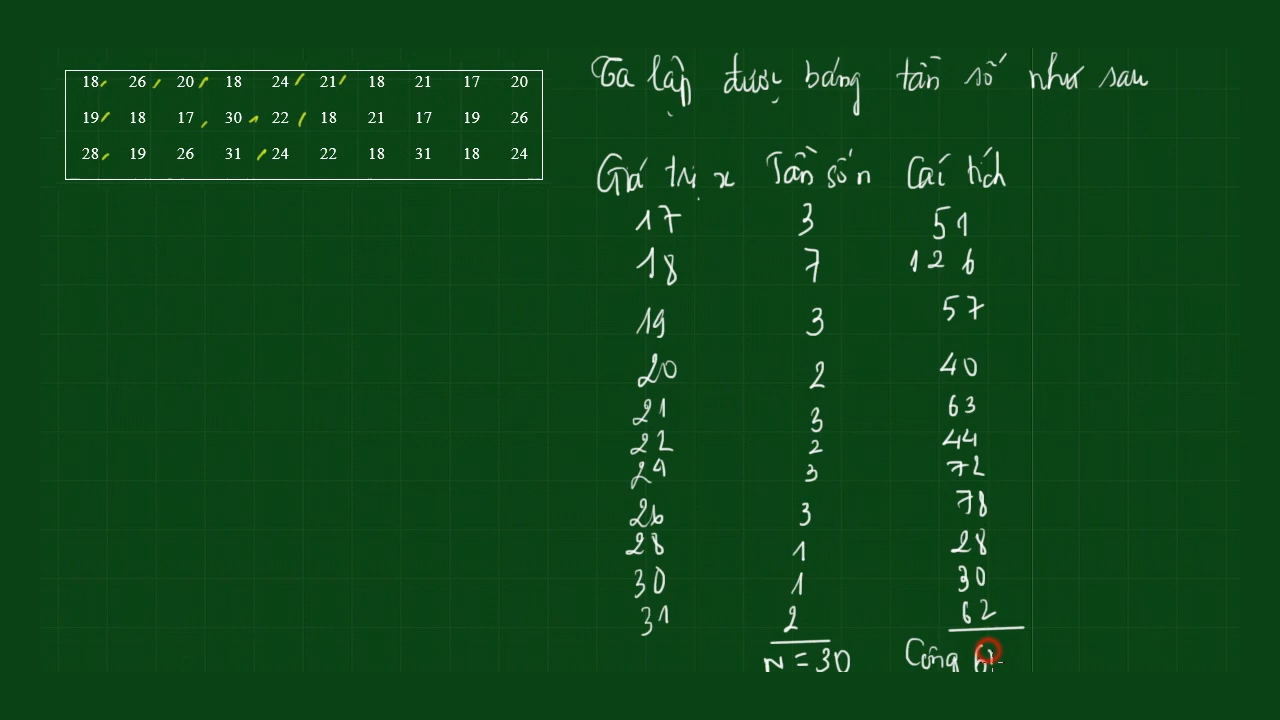 18 26 20 18 24 21 18 21 17 20
19 18 17 30 22 18 21 17 19 26
28 19 26 31 24 22 18 31 18 24
Ta lập được bảng tần số như sau
Giá trị x Tần số n Các tích
17 3 51
18 7 126
19 3 57
20 2 40
21 3 63
22 2 44
24 3 72
26 3 78
28 1 28
30 1 30
31 2 62
N = 30 Cộng